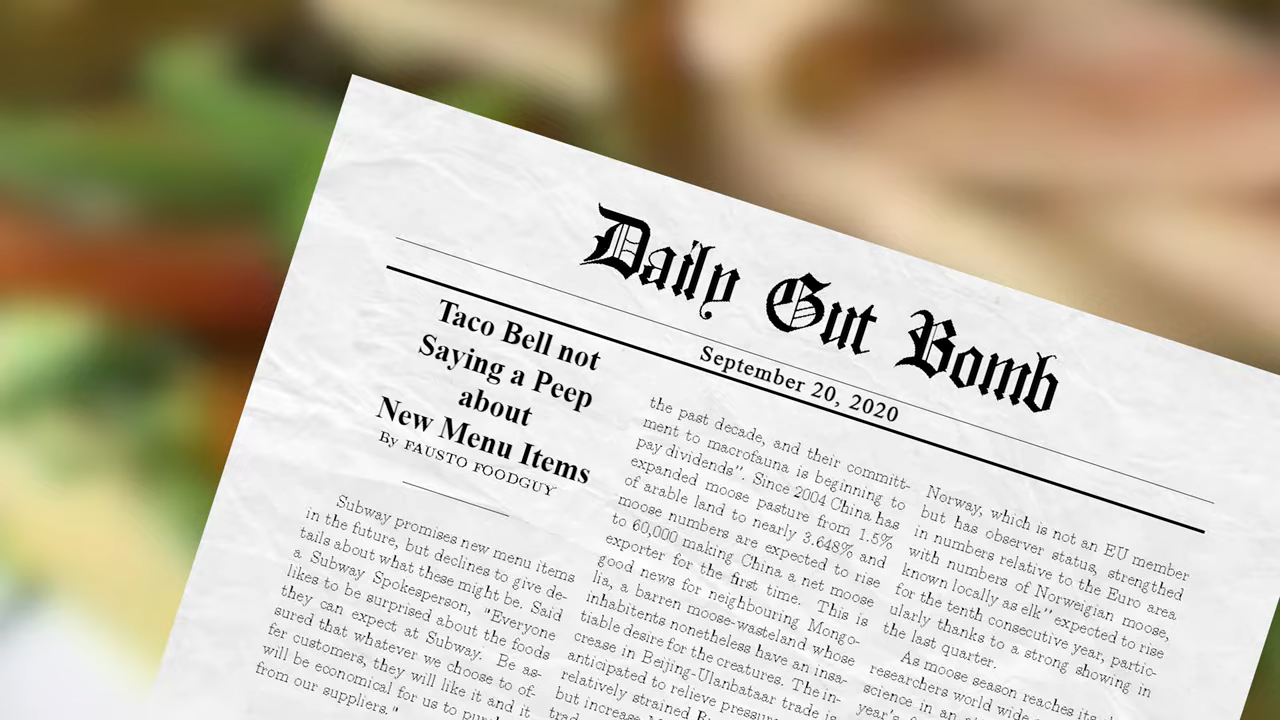 Daily Gut Bomb
September 20, 2020
Taco Bell not
Saying a Peep
about
New Menu Items
By FAUSTO FOODGUY
Subway promises new menu items
in the future, but declines to give de-
tails about what these might be. Said
a Subway Spokesperson, "Everyone
likes to be surprised about the foods
they can expect at Subway. Be as-
sured that whatever we choose to of-
fer customers, they will like it and it
will be economical for us to
from our suppliers."
the past decade, and their committ-
ment to macrofauna is beginning to
pay dividends". Since 2004 China has
expanded moose pasture from 1.5%
of arable land to nearly 3.648% and
moose numbers are expected to rise
to 60,000 making China a net moose
exporter for the first time. This is
good news for neighbouring Mongo-
lia, a barren moose-wasteland whose
inhabitants nonetheless have an insa-
tiable desire for the creatures. The in-
crease in Beijing-Ulanbataar trade is
anticipated to relieve pressure
relatively strained
but increase
Norway, which is not an EU member
but has observer status, strengthed
in numbers relative to the Euro area
with numbers of Norwegian moose,
known locally as elk" expected to rise
for the tenth consecutive year, partic-
ularly thanks to a strong showing in
the last quarter.
As moose season reaches its
researchers world wide
science in an
year's